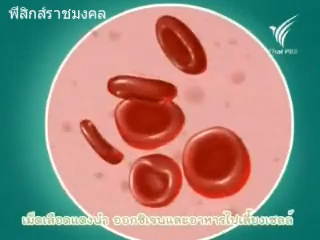 ฟิสิกส์ราชมงคล
Thai PBS
เม็ดเลือดแดงนำ ออกซิเจนและอาหารไปเลี้ยงเซลล์